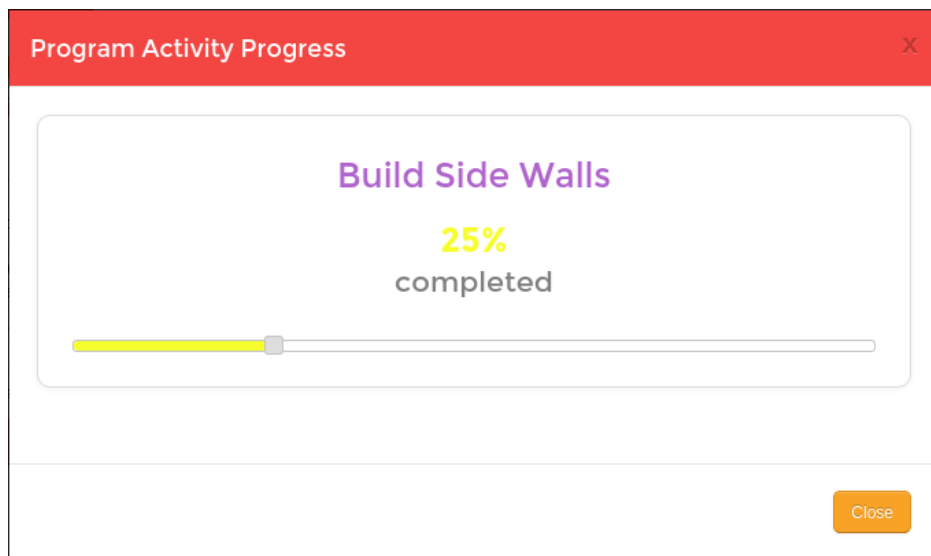 Program Activity Progress
x
Build Side Walls
25%
completed
Close